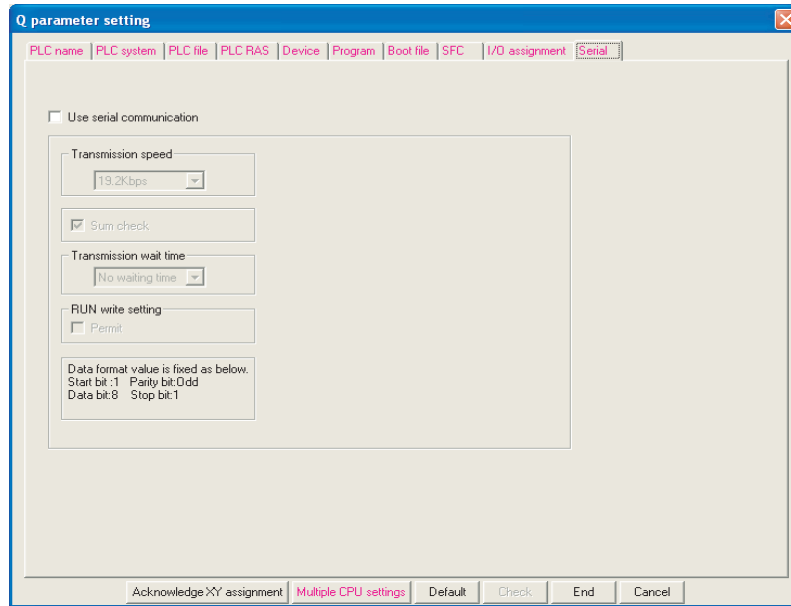 Q parameter setting
PLC name PLC system PLC file PLC RAS Device Program Boot file SFC I/O assignment Serial
Use serial communication
Transmission speed
19.2Kbps
Sum check
Transmission wait time
No waiting time
RUN write setting
Permit
Data format value is fixed as below.
Start bit :1 Parity bit:Odd
Data bit:8 Stop bit:1
Acknowledge XY assignment Multiple CPU settings Default Check End Cancel